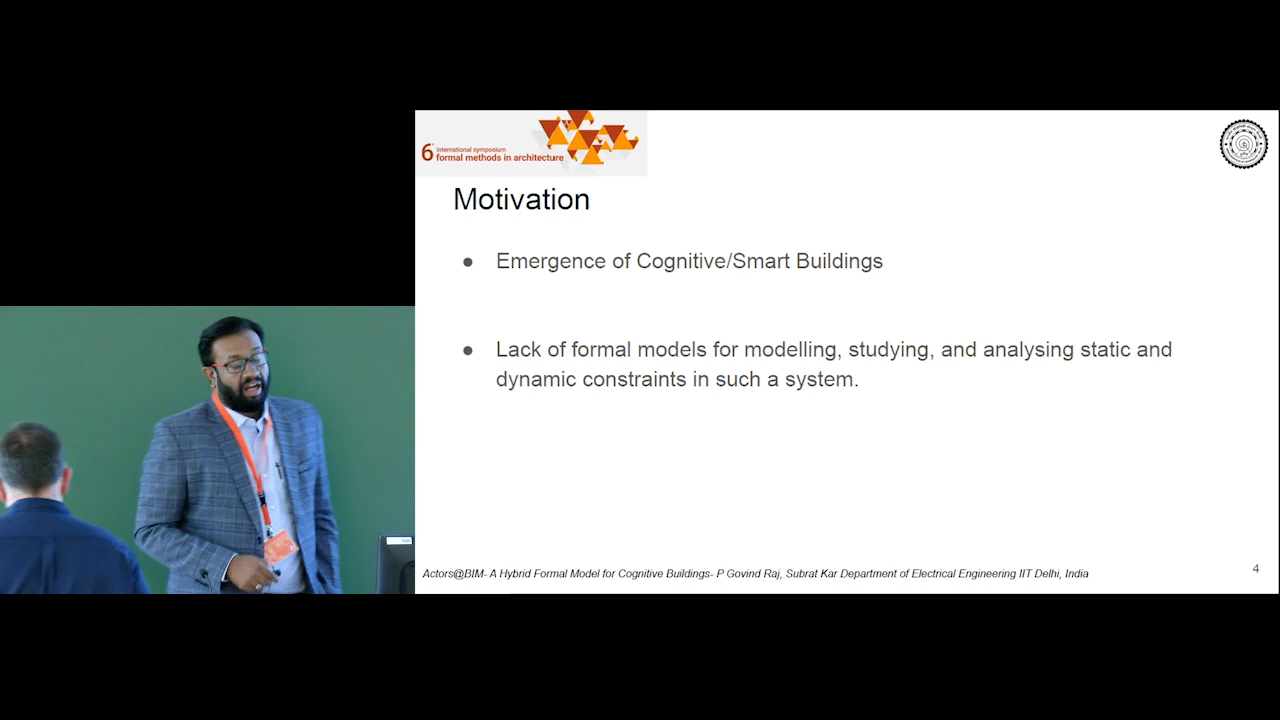 6th international symposium
formal methods in architecture
Motivation
● Emergence of Cognitive/Smart Buildings
● Lack of formal models for modelling, studying, and analysing static and
dynamic constraints in such a system.
Actors@BIM- A Hybrid Formal Model for Cognitive Buildings- P Govind Raj, Subrat Kar Department of Electrical Engineering IIT Delhi, India
4